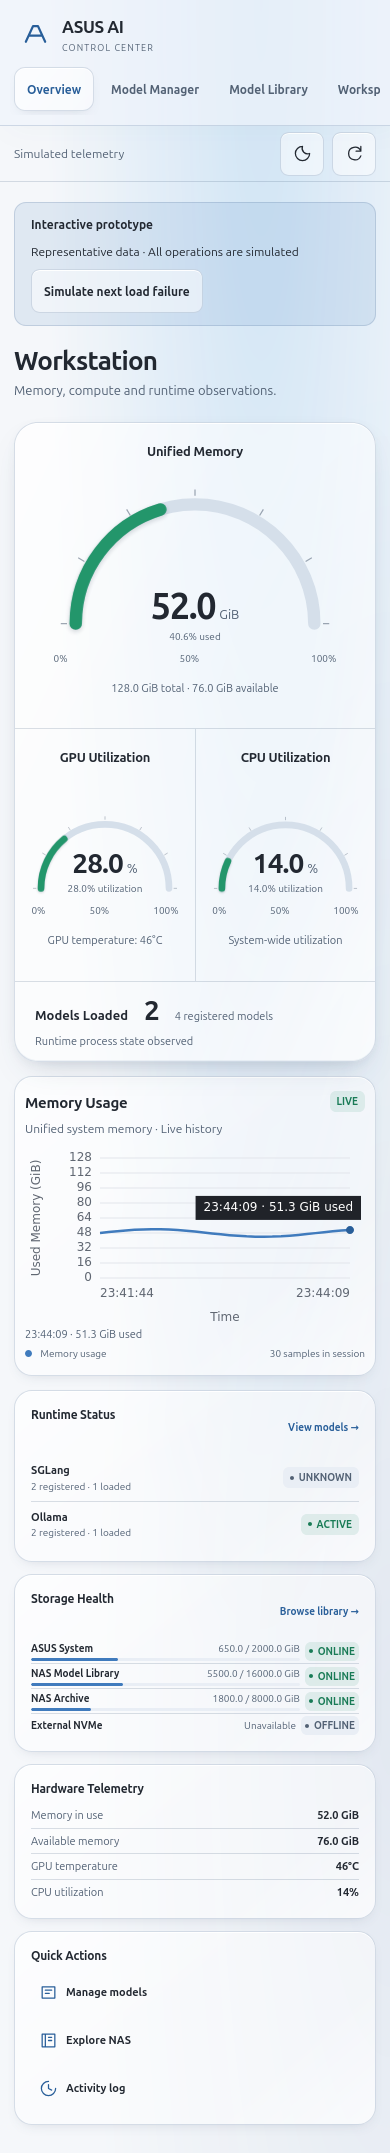 ASUS AI
CONTROL CENTER
Overview
Model Manager
Model Library
Worksp
Simulated telemetry
Interactive prototype
Representative data · All operations are simulated
Simulate next load failure
Workstation
Memory, compute and runtime observations.
Unified Memory
52.0 GiB
40.6% used
0% 50% 100%
128.0 GiB total · 76.0 GiB available
GPU Utilization
28.0 %
28.0% utilization
0% 50% 100%
GPU temperature: 46°C
CPU Utilization
14.0 %
14.0% utilization
0% 50% 100%
System-wide utilization
Models Loaded 2 4 registered models
Runtime process state observed
Memory Usage LIVE
Unified system memory · Live history
Used Memory (GiB)
128
112
96
80
64
48
32
16
0
23:44:09 · 51.3 GiB used
23:41:44 23:44:09
Time
23:44:09 · 51.3 GiB used
Memory usage 30 samples in session
Runtime Status
View models →
SGLang
2 registered · 1 loaded
• UNKNOWN
Ollama
2 registered · 1 loaded
• ACTIVE
Storage Health
Browse library →
ASUS System 650.0 / 2000.0 GiB • ONLINE
NAS Model Library 5500.0 / 16000.0 GiB • ONLINE
NAS Archive 1800.0 / 8000.0 GiB • ONLINE
External NVMe Unavailable • OFFLINE
Hardware Telemetry
Memory in use 52.0 GiB
Available memory 76.0 GiB
GPU temperature 46°C
CPU utilization 14%
Quick Actions
Manage models
Explore NAS
Activity log